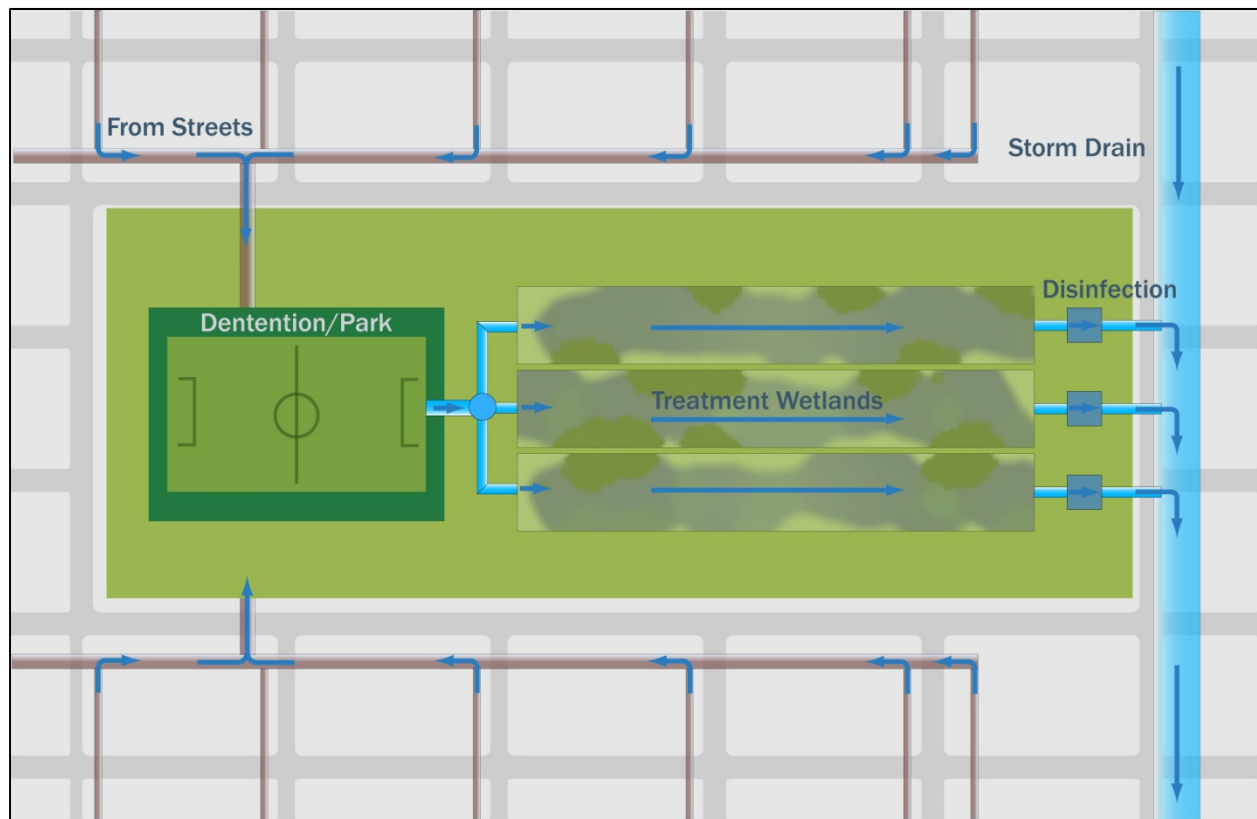 From Streets
Storm Drain
Disinfection
Dentention/Park
Treatment Wetlands